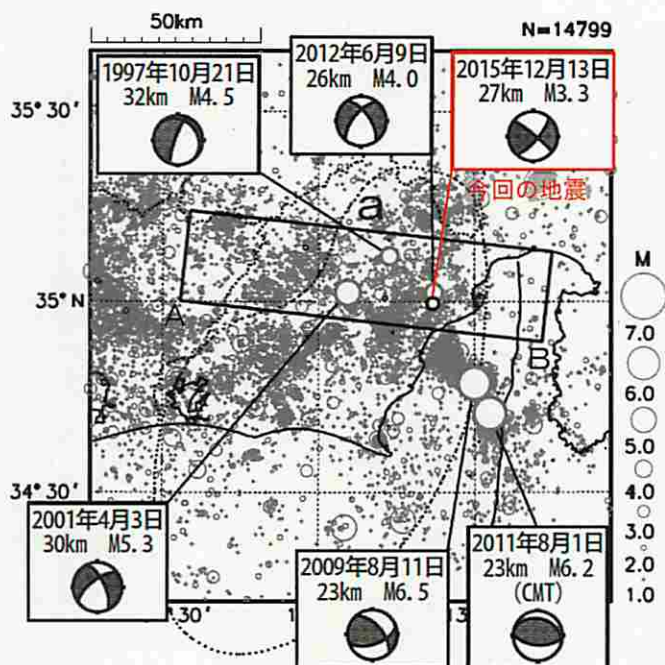 50km
N=14799
1997年10月21日
32km M4.5
2012年6月9日
26km M4.0
2015年12月13日
27km M3.3
今回の地震
35°30′
a
35°N
A
B
34°30′
M
7.0
6.0
5.0
4.0
3.0
2.0
1.0
2001年4月3日
30km M5.3
2009年8月11日
23km M6.5
2011年8月1日
23km M6.2
(CMT)
30′